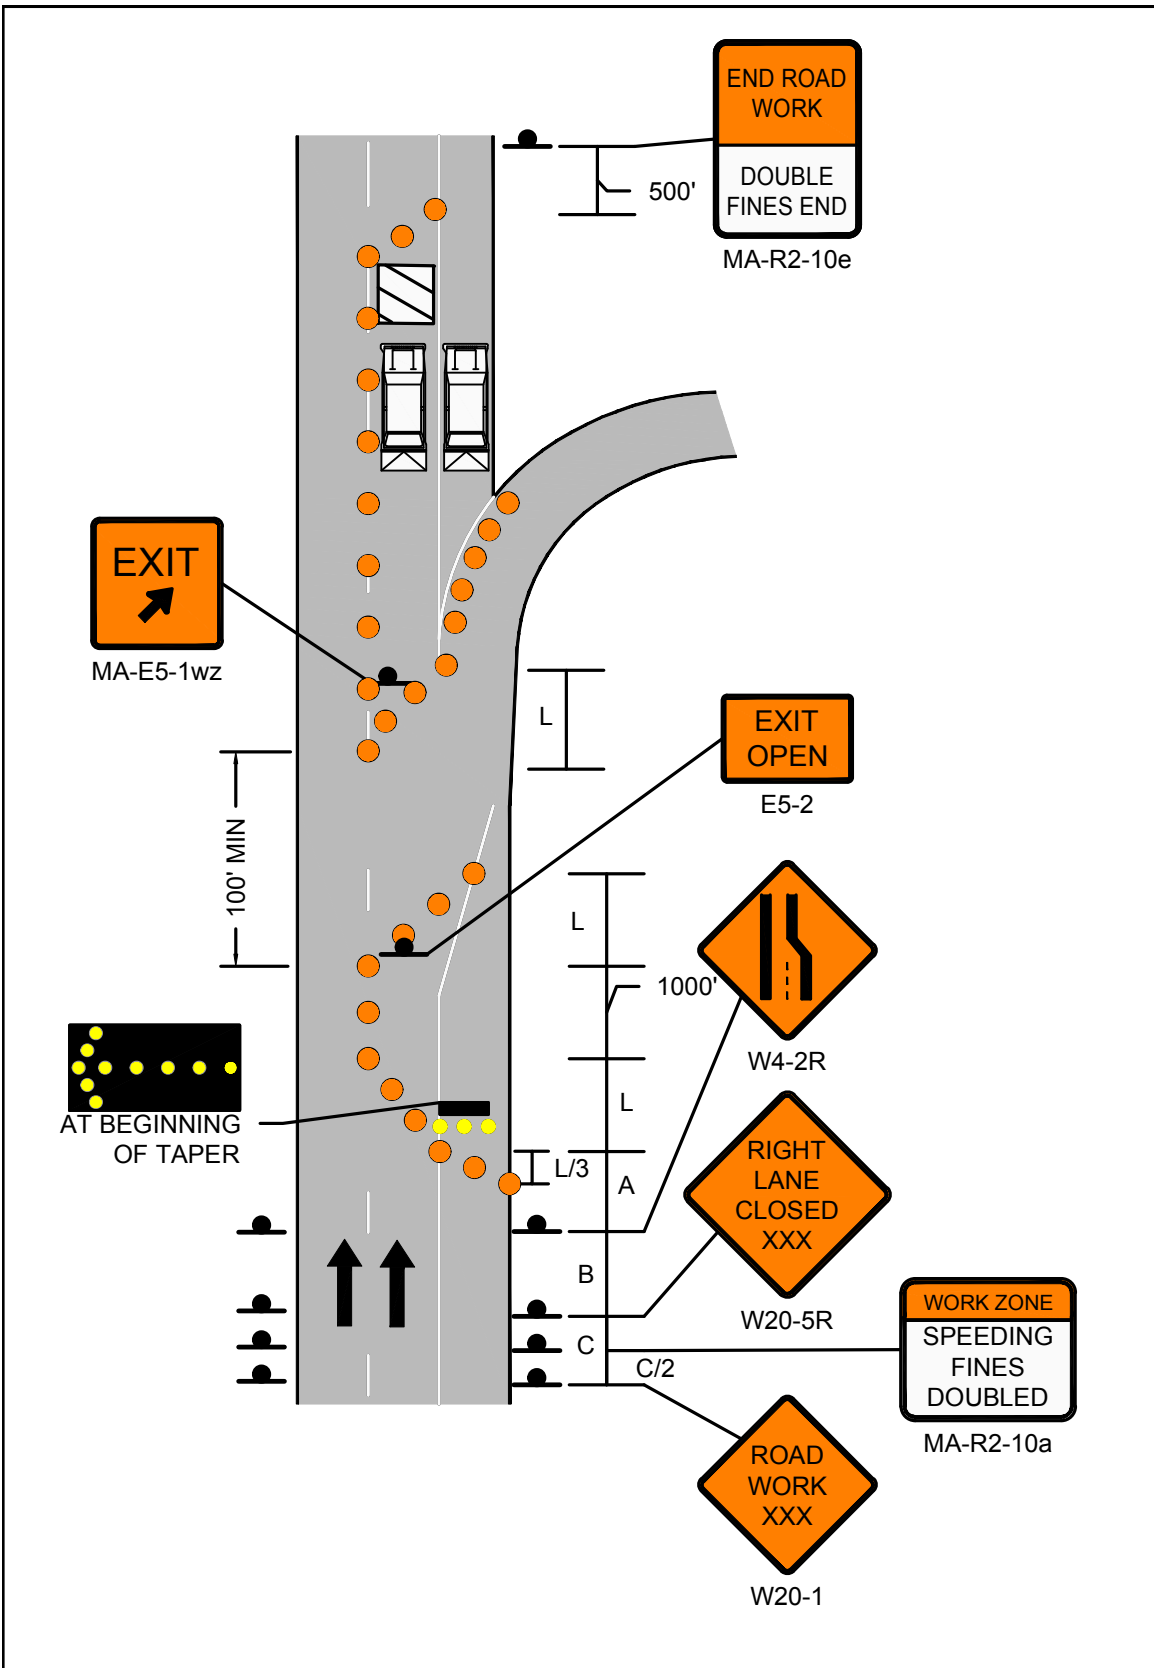 END ROAD
WORK
DOUBLE
FINES END
MA-R2-10e
500'
EXIT
MA-E5-1wz
L
EXIT
OPEN
E5-2
100' MIN
L
1000'
W4-2R
AT BEGINNING
OF TAPER
L
L/3
A
RIGHT
LANE
CLOSED
XXX
W20-5R
B
C
C/2
WORK ZONE
SPEEDING
FINES
DOUBLED
MA-R2-10a
ROAD
WORK
XXX
W20-1